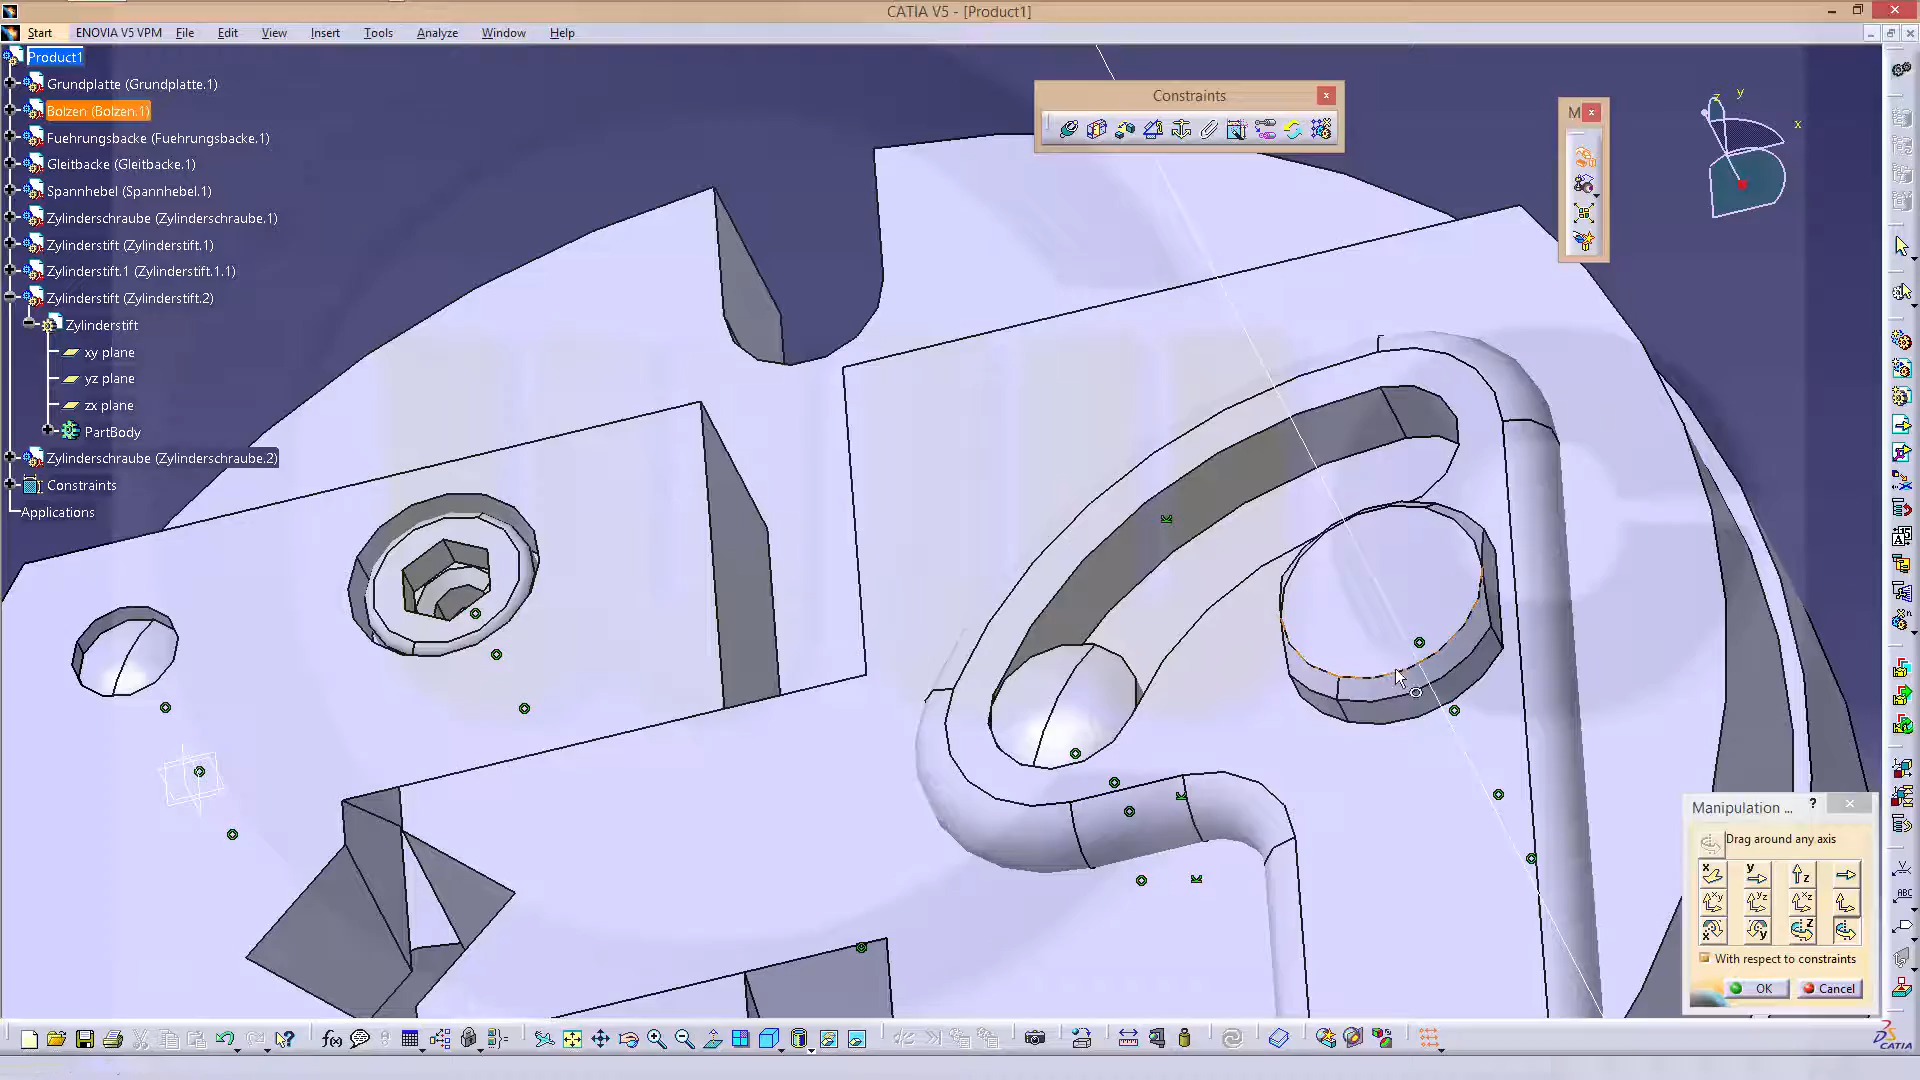 CATIA V5 - [Product1]
Start ENOVIA V5 VPM File Edit View Insert Tools Analyze Window Help
Product1
Grundplatte (Grundplatte.1)
Bolzen (Bolzen.1)
Fuehrungsbacke (Fuehrungsbacke.1)
Gleitbacke (Gleitbacke.1)
Spannhebel (Spannhebel.1)
Zylinderschraube (Zylinderschraube.1)
Zylinderstift (Zylinderstift.1)
Zylinderstift.1 (Zylinderstift.1.1)
Zylinderstift (Zylinderstift.2)
Zylinderstift
xy plane
yz plane
zx plane
PartBody
Zylinderschraube (Zylinderschraube.2)
Constraints
Applications
Constraints
M
z y
x
Manipulation ... ?
Drag around any axis
With respect to constraints
OK Cancel
f(x)
ABC
CATIA